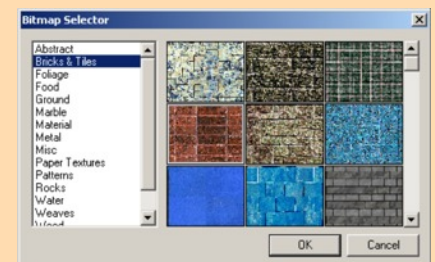 Bitmap Selector
Abstract
Bricks & Tiles
Foliage
Food
Ground
Marble
Material
Metal
Misc
Paper Textures
Patterns
Rocks
Water
Weaves
Wood
OK
Cancel